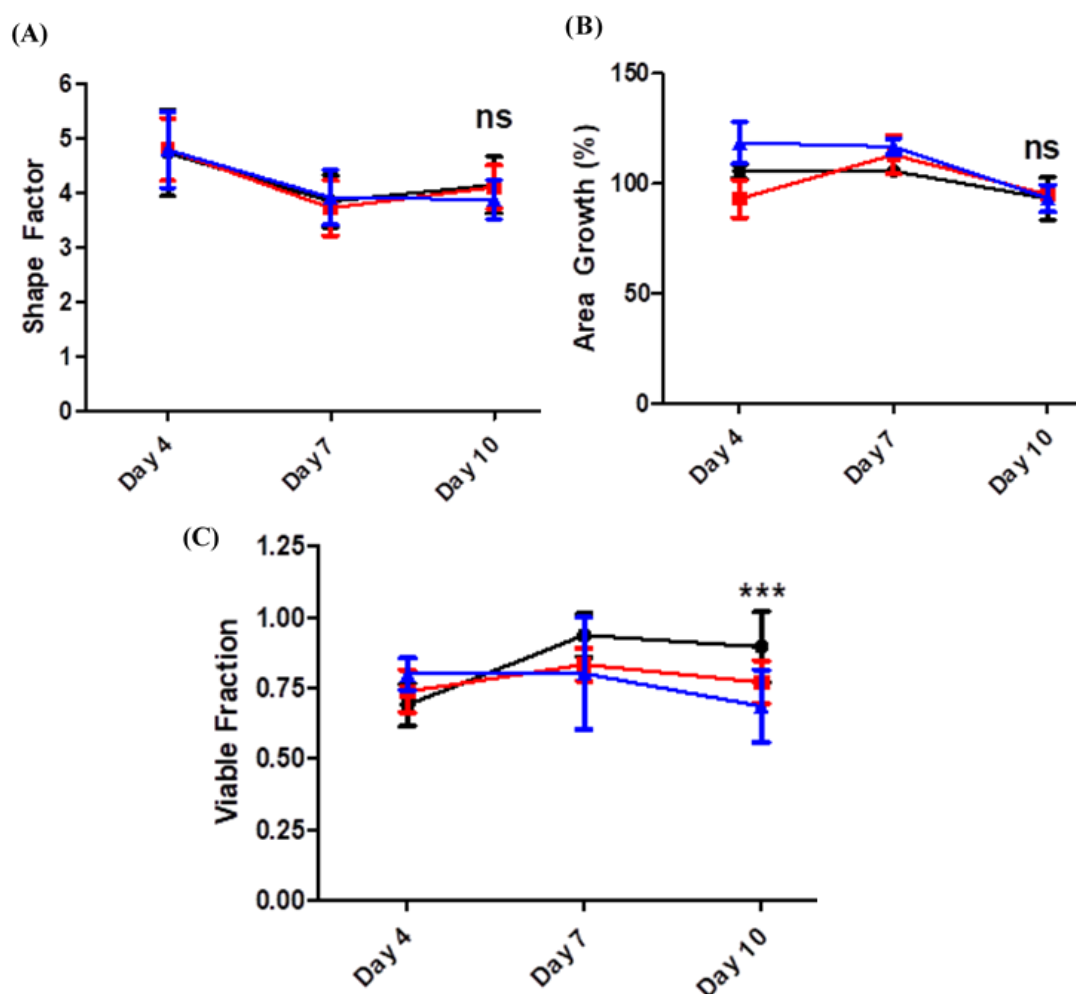 (A)
Shape Factor
6
5
4
3
2
1
0
ns
Day 4
Day 7
Day 10
(B)
Area Growth (%)
150
100
50
0
ns
Day 4
Day 7
Day 10
(C)
Viable Fraction
1.25
1.00
0.75
0.50
0.25
0.00
***
Day 4
Day 7
Day 10